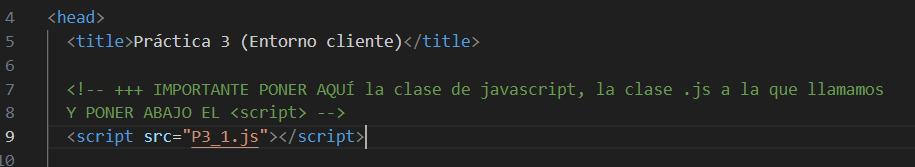 4 <head>
5 <title>Práctica 3 (Entorno cliente)</title>
6
7 <!-- +++ IMPORTANTE PONER AQUÍ la clase de javascript, la clase .js a la que llamamos
8 Y PONER ABAJO EL <script> -->
9 <script src="P3_1.js"></script>
10